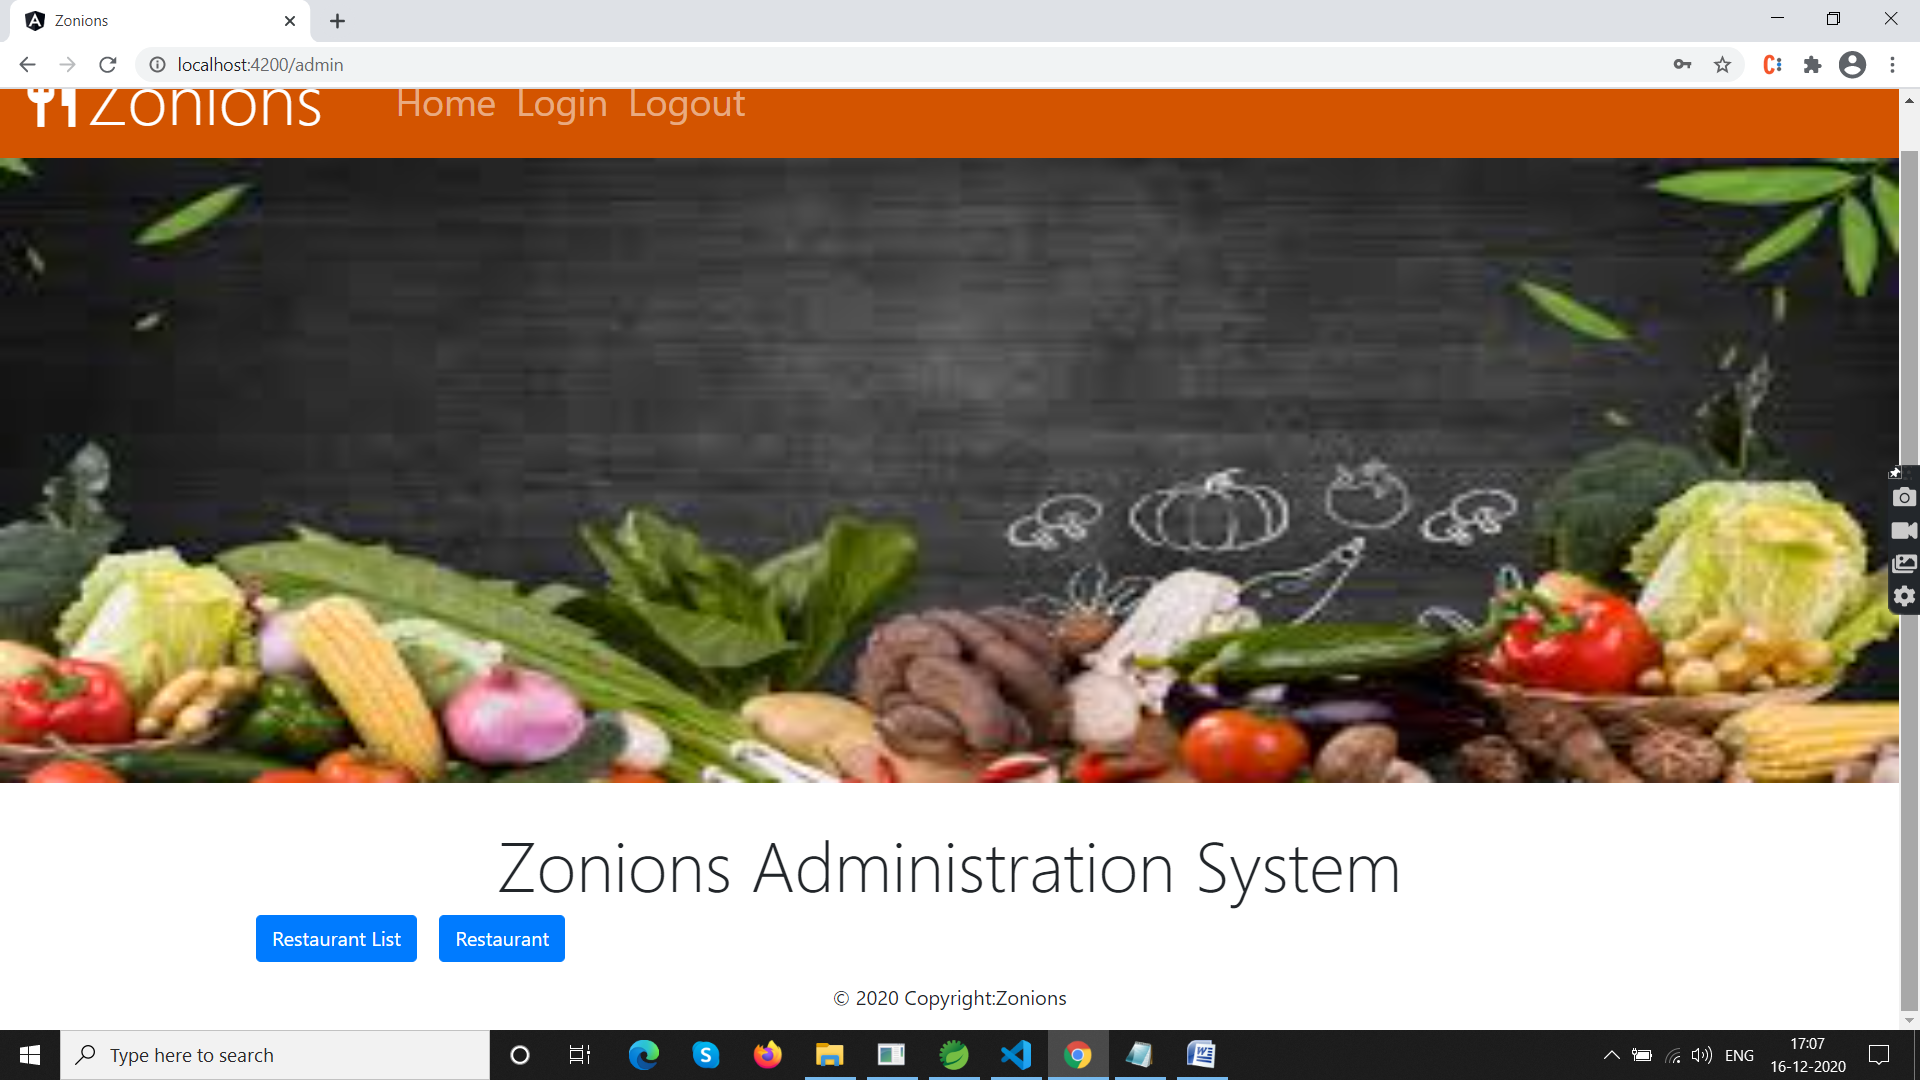 Zonions
localhost:4200/admin
Zonions Home Login Logout
Zonions Administration System
Restaurant List Restaurant
© 2020 Copyright:Zonions
Type here to search
ENG
17:07
16-12-2020